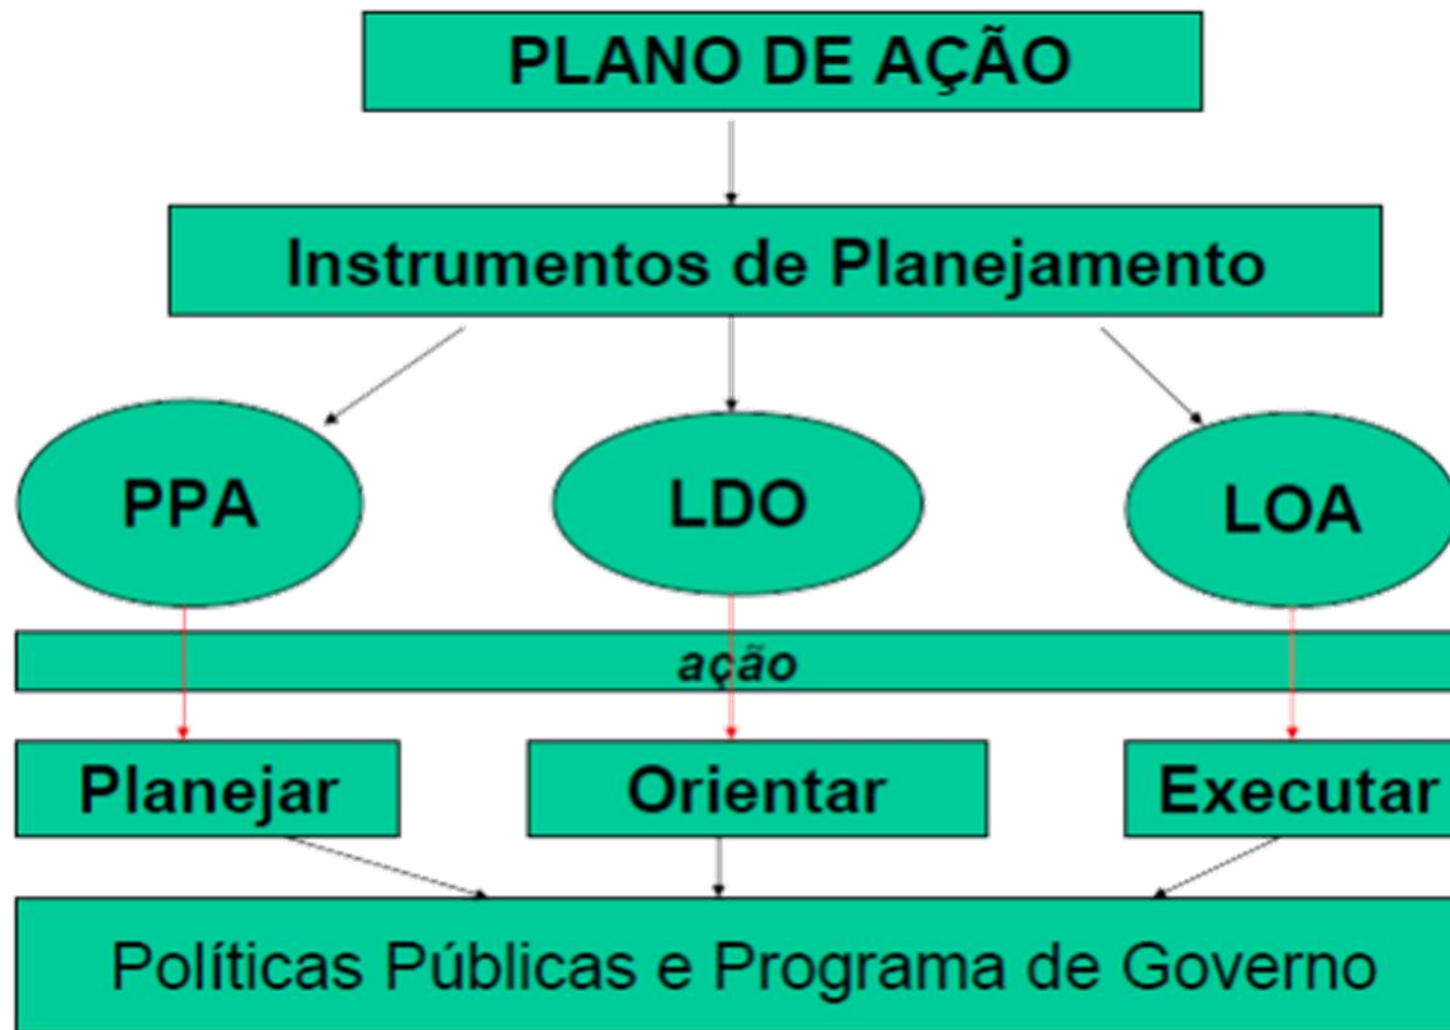 PLANO DE AÇÃO
Instrumentos de Planejamento
PPA
LDO
LOA
ação
Planejar
Orientar
Executar
Políticas Públicas e Programa de Governo